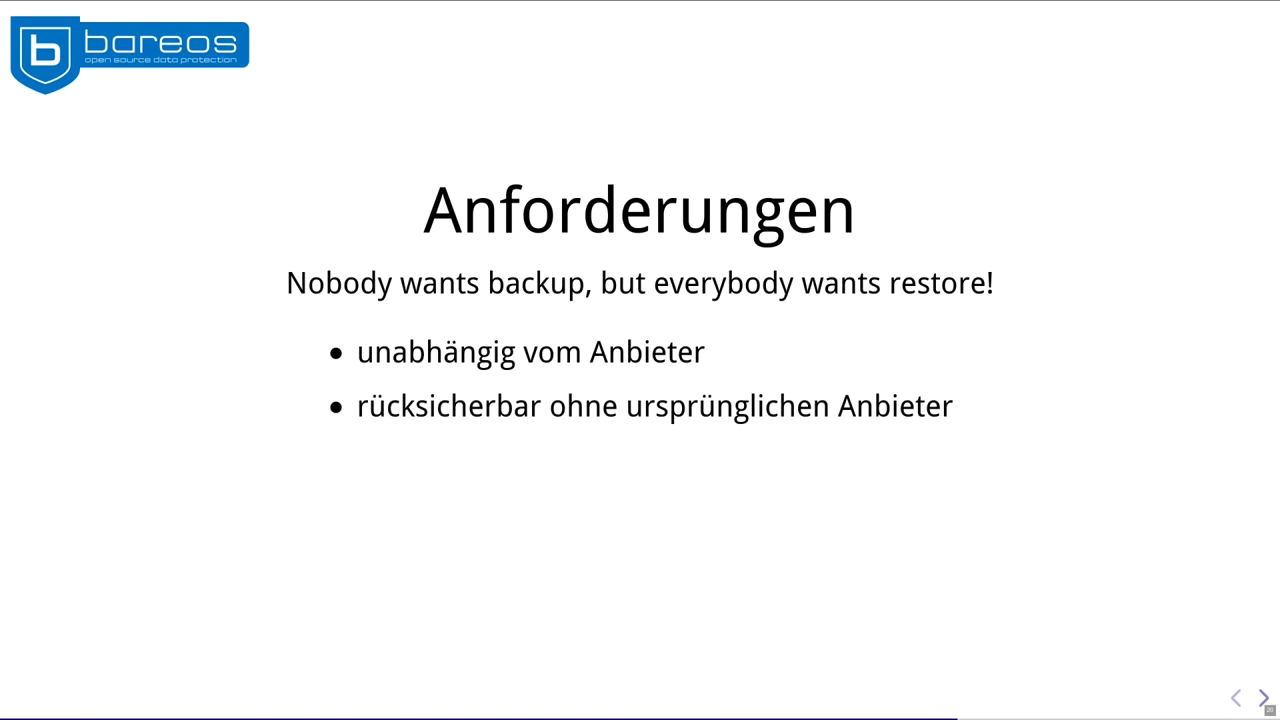 bareos
open source data protection
Anforderungen
Nobody wants backup, but everybody wants restore!
• unabhängig vom Anbieter
• rücksicherbar ohne ursprünglichen Anbieter